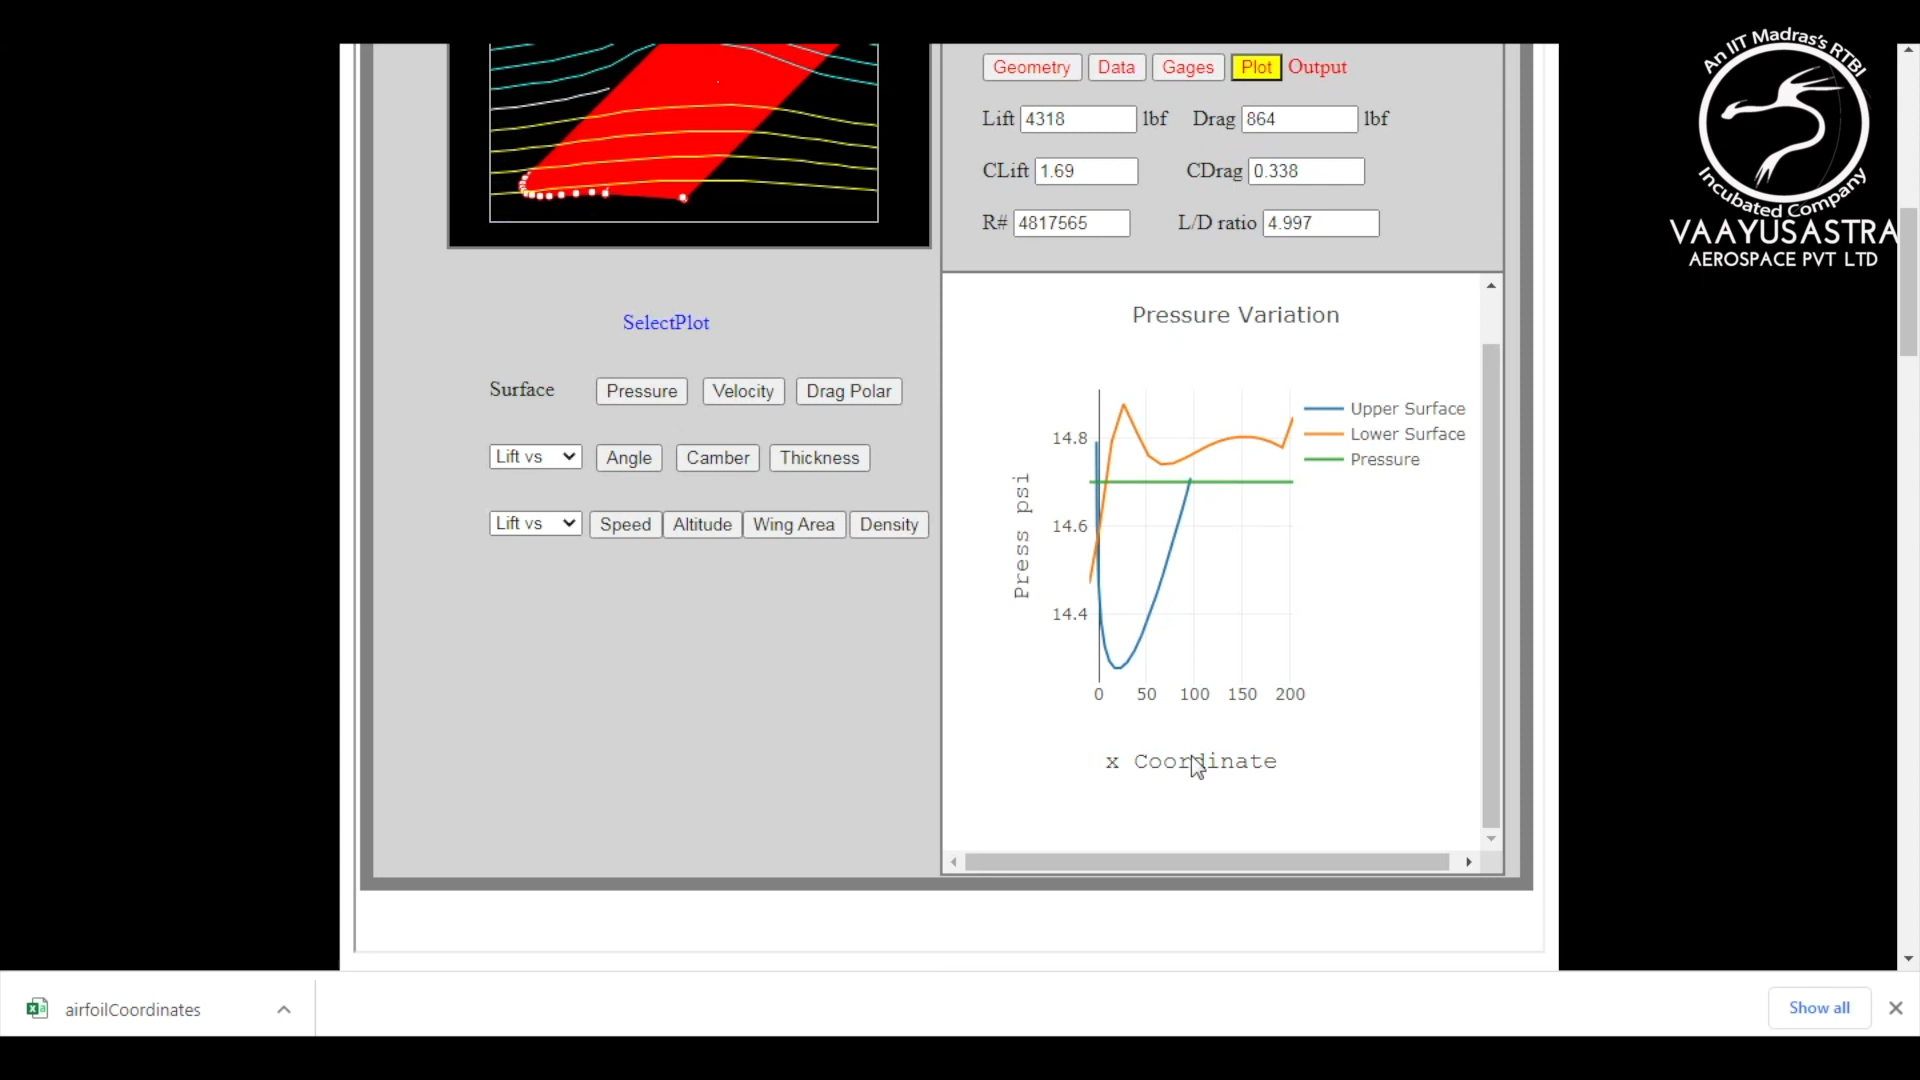 An IIT Madras's RTBI
Incubated Company
VAAYUSASTRA
AEROSPACE PVT LTD
Geometry Data Gages Plot Output
Lift 4318 lbf Drag 864 lbf
CLift 1.69 CDrag 0.338
R# 4817565 L/D ratio 4.997
SelectPlot
Surface Pressure Velocity Drag Polar
Lift vs Angle Camber Thickness
Lift vs Speed Altitude Wing Area Density
Pressure Variation
Upper Surface
Lower Surface
Pressure
14.8
14.6
14.4
Press psi
0 50 100 150 200
x Coordinate
airfoilCoordinates
Show all